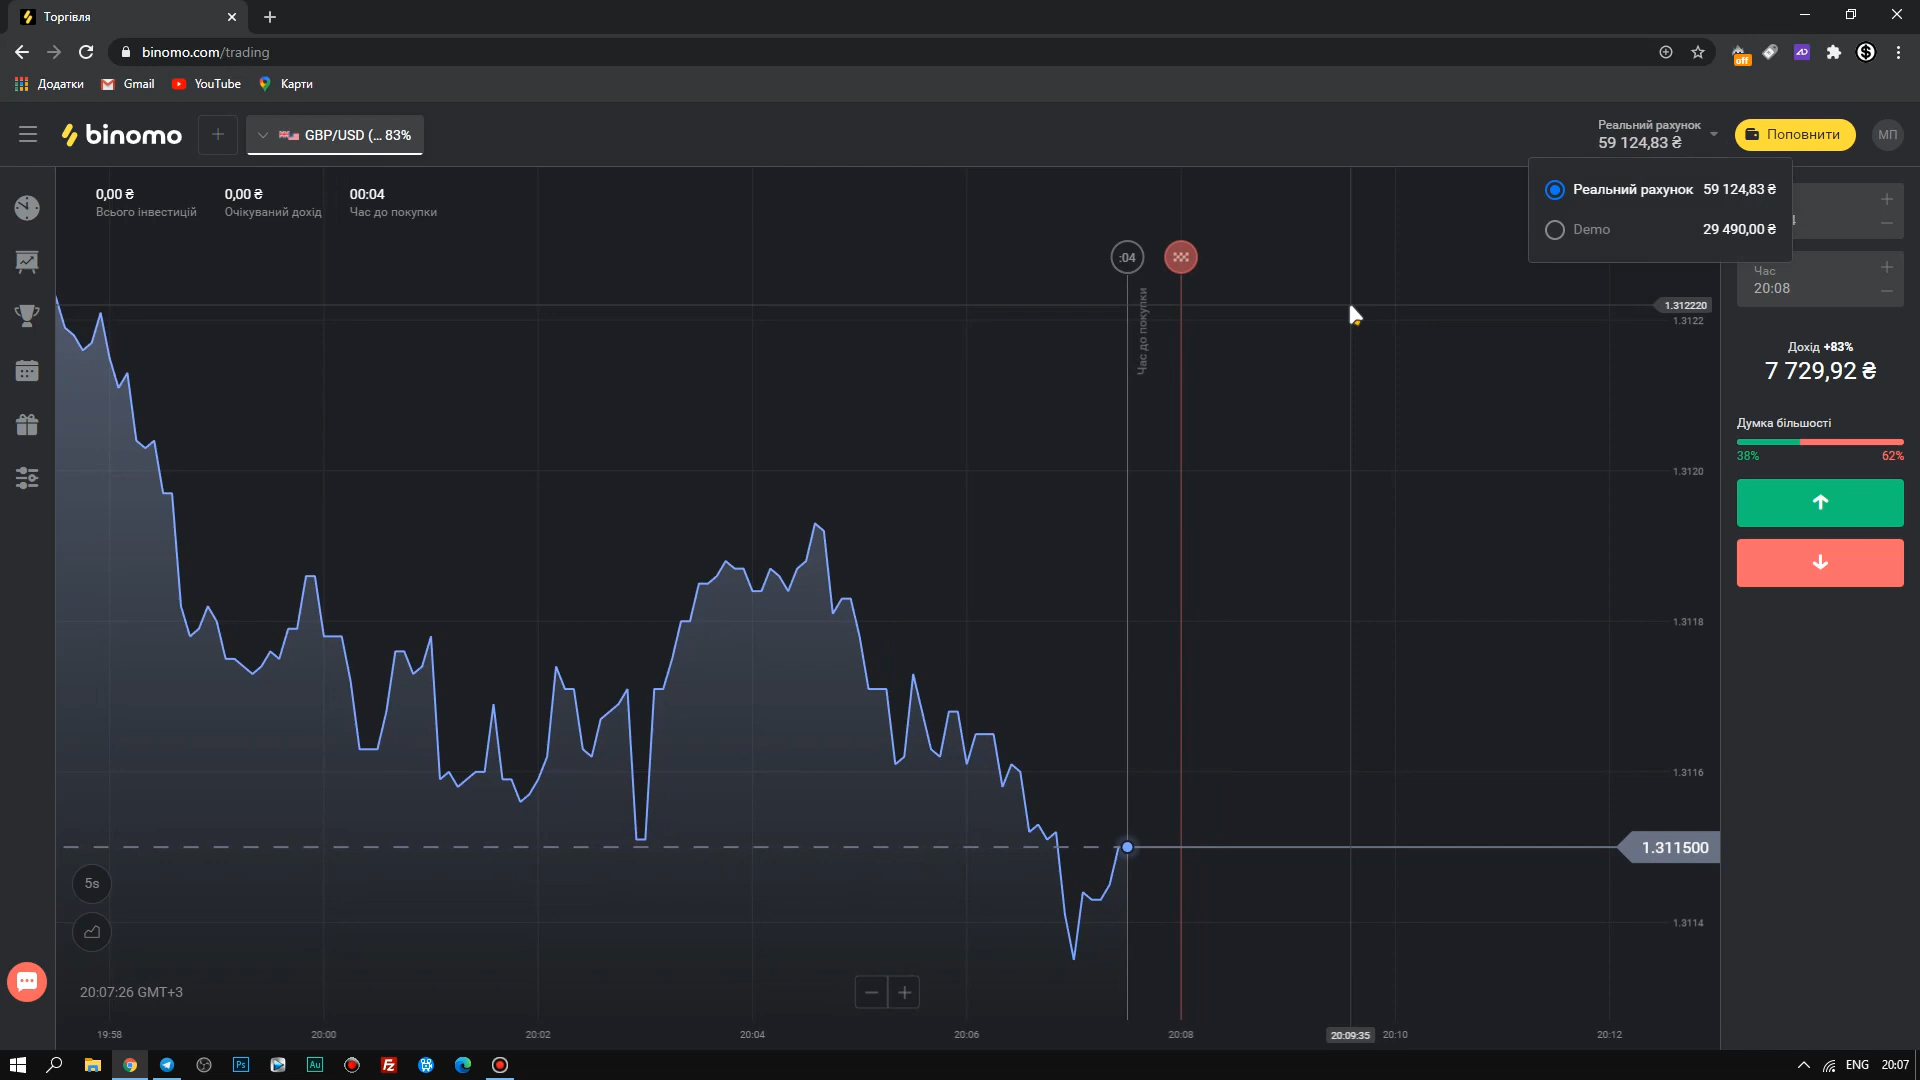 Торгівля
binomo.com/trading
off
Додатки
Gmail
YouTube
Карти
binomo
GBP/USD (... 83%
Реальний рахунок
59 124,83 ₴
Поповнити
МП
Реальний рахунок 59 124,83 ₴
Demo 29 490,00 ₴
0,00 ₴
Всього інвестицій
0,00 ₴
Очікуваний дохід
00:04
Час до покупки
:04
Час до покупки
Час
20:08
Дохід +83%
7 729,92 ₴
Думка більшості
38% 62%
1.312220
1.3122
1.3120
1.3118
1.3116
1.311500
1.3114
5s
20:07:26 GMT+3
19:58
20:00
20:02
20:04
20:06
20:08
20:09:35
20:10
20:12
Ps
Au
Fz
ENG
20:07